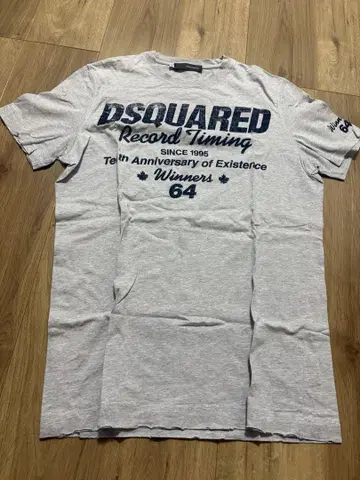 DSQUARED
Record Timing
SINCE 1995
Tenth Anniversary of Existence
Winners
64